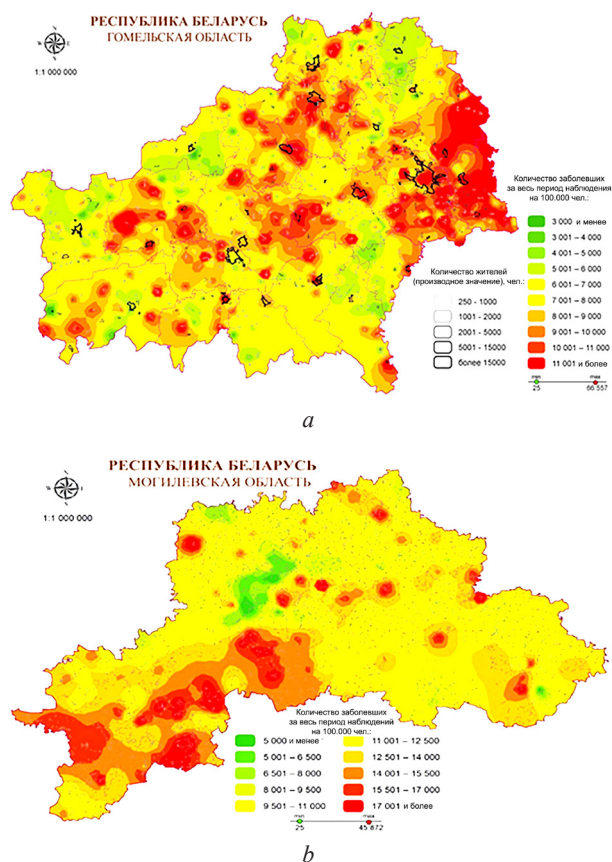 РЕСПУБЛИКА БЕЛАРУСЬ
ГОМЕЛЬСКАЯ ОБЛАСТЬ
1:1 000 000
Количество заболевших
за весь период наблюдения
на 100.000 чел.:
3 000 и менее
3 001 – 4 000
4 001 – 5 000
5 001 – 6 000
6 001 – 7 000
7 001 – 8 000
8 001 – 9 000
9 001 – 10 000
10 001 – 11 000
11 001 и более
min
max
25
66 557
Количество жителей
(производное значение), чел.:
250 - 1000
1001 - 2000
2001 - 5000
5001 - 15000
более 15000
a
РЕСПУБЛИКА БЕЛАРУСЬ
МОГИЛЕВСКАЯ ОБЛАСТЬ
1:1 000 000
Количество заболевших
за весь период наблюдений
на 100.000 чел.:
5 000 и менее
5 001 – 6 500
6 501 – 8 000
8 001 – 9 500
9 501 – 11 000
11 001 – 12 500
12 501 – 14 000
14 001 – 15 500
15 501 – 17 000
17 001 и более
min
max
25
45 872
b